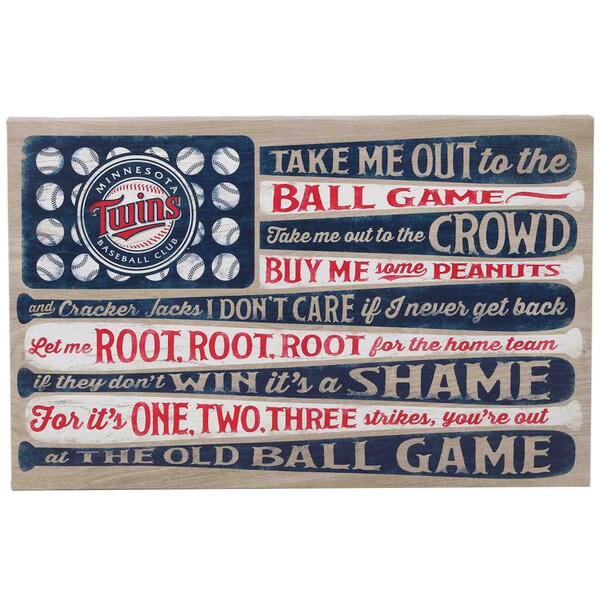 MINNESOTA
Twins
BASEBALL CLUB
TAKE ME OUT to the
BALL GAME
Take me out to the CROWD
BUY ME some PEANUTS
and Cracker Jacks I DON'T CARE if I never get back
Let me ROOT, ROOT, ROOT for the home team
if they don't WIN it's a SHAME
For it's ONE, TWO, THREE strikes, you're out
at THE OLD BALL GAME